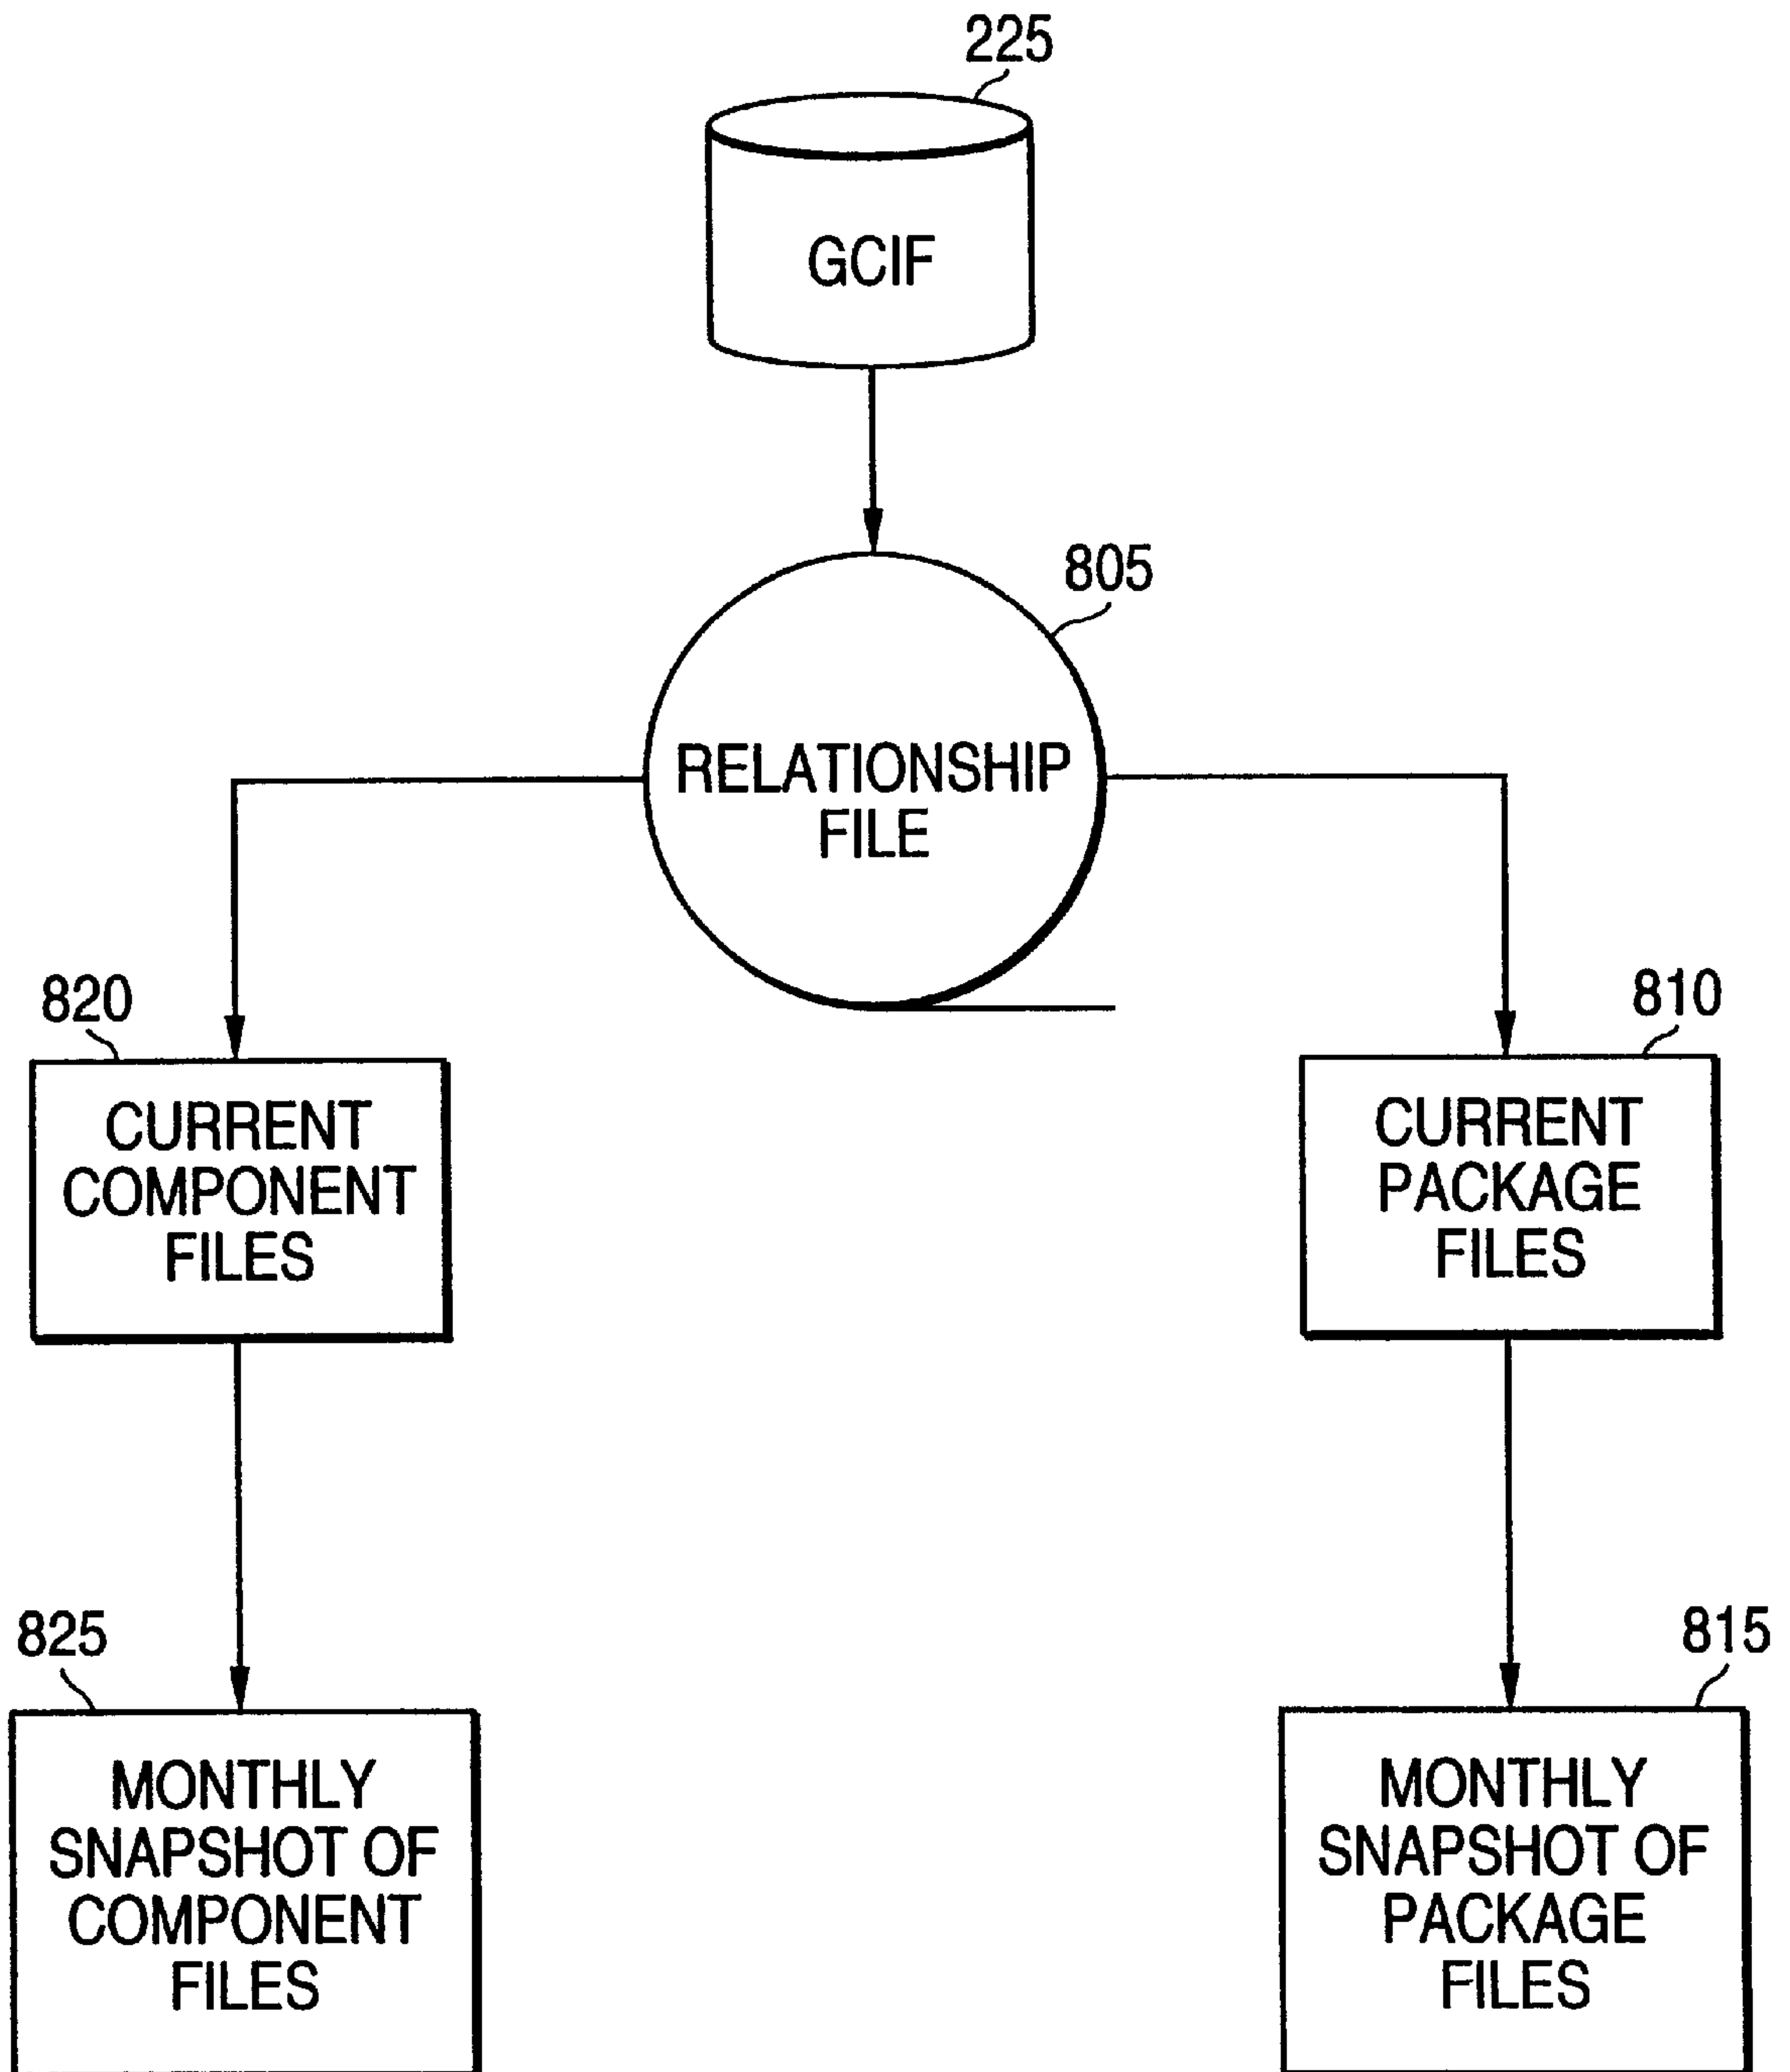 225
GCIF
805
RELATIONSHIP
FILE
820
810
CURRENT
COMPONENT
FILES
CURRENT
PACKAGE
FILES
825
815
MONTHLY
SNAPSHOT OF
COMPONENT
FILES
MONTHLY
SNAPSHOT OF
PACKAGE
FILES